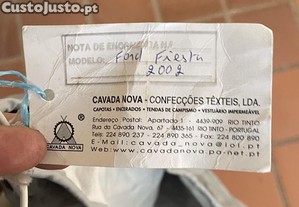 CustoJusto.pt
NOTA DE ENCOMENDA N.º
MODELO: Ford Fiesta
2002
CAVADA NOVA - CONFECÇÕES TÊXTEIS, LDA.
CAPOTAS - ENCERADOS - TENDAS DE CAMPISMO - VESTUÁRIO IMPERMEÁVEL
Endereço Postal: Apartado 1 - 4439-909 RIO TINTO
Rua da Cavada Nova, 67 - 4435-161 RIO TINTO - PORTUGAL
Tel: 224 890 237 - 224 890 365 - Fax: 224 800
E-Mail: cavada_nova@iol.pt
Web: www.cavadanova.pa-net.pt
CAVADA NOVA